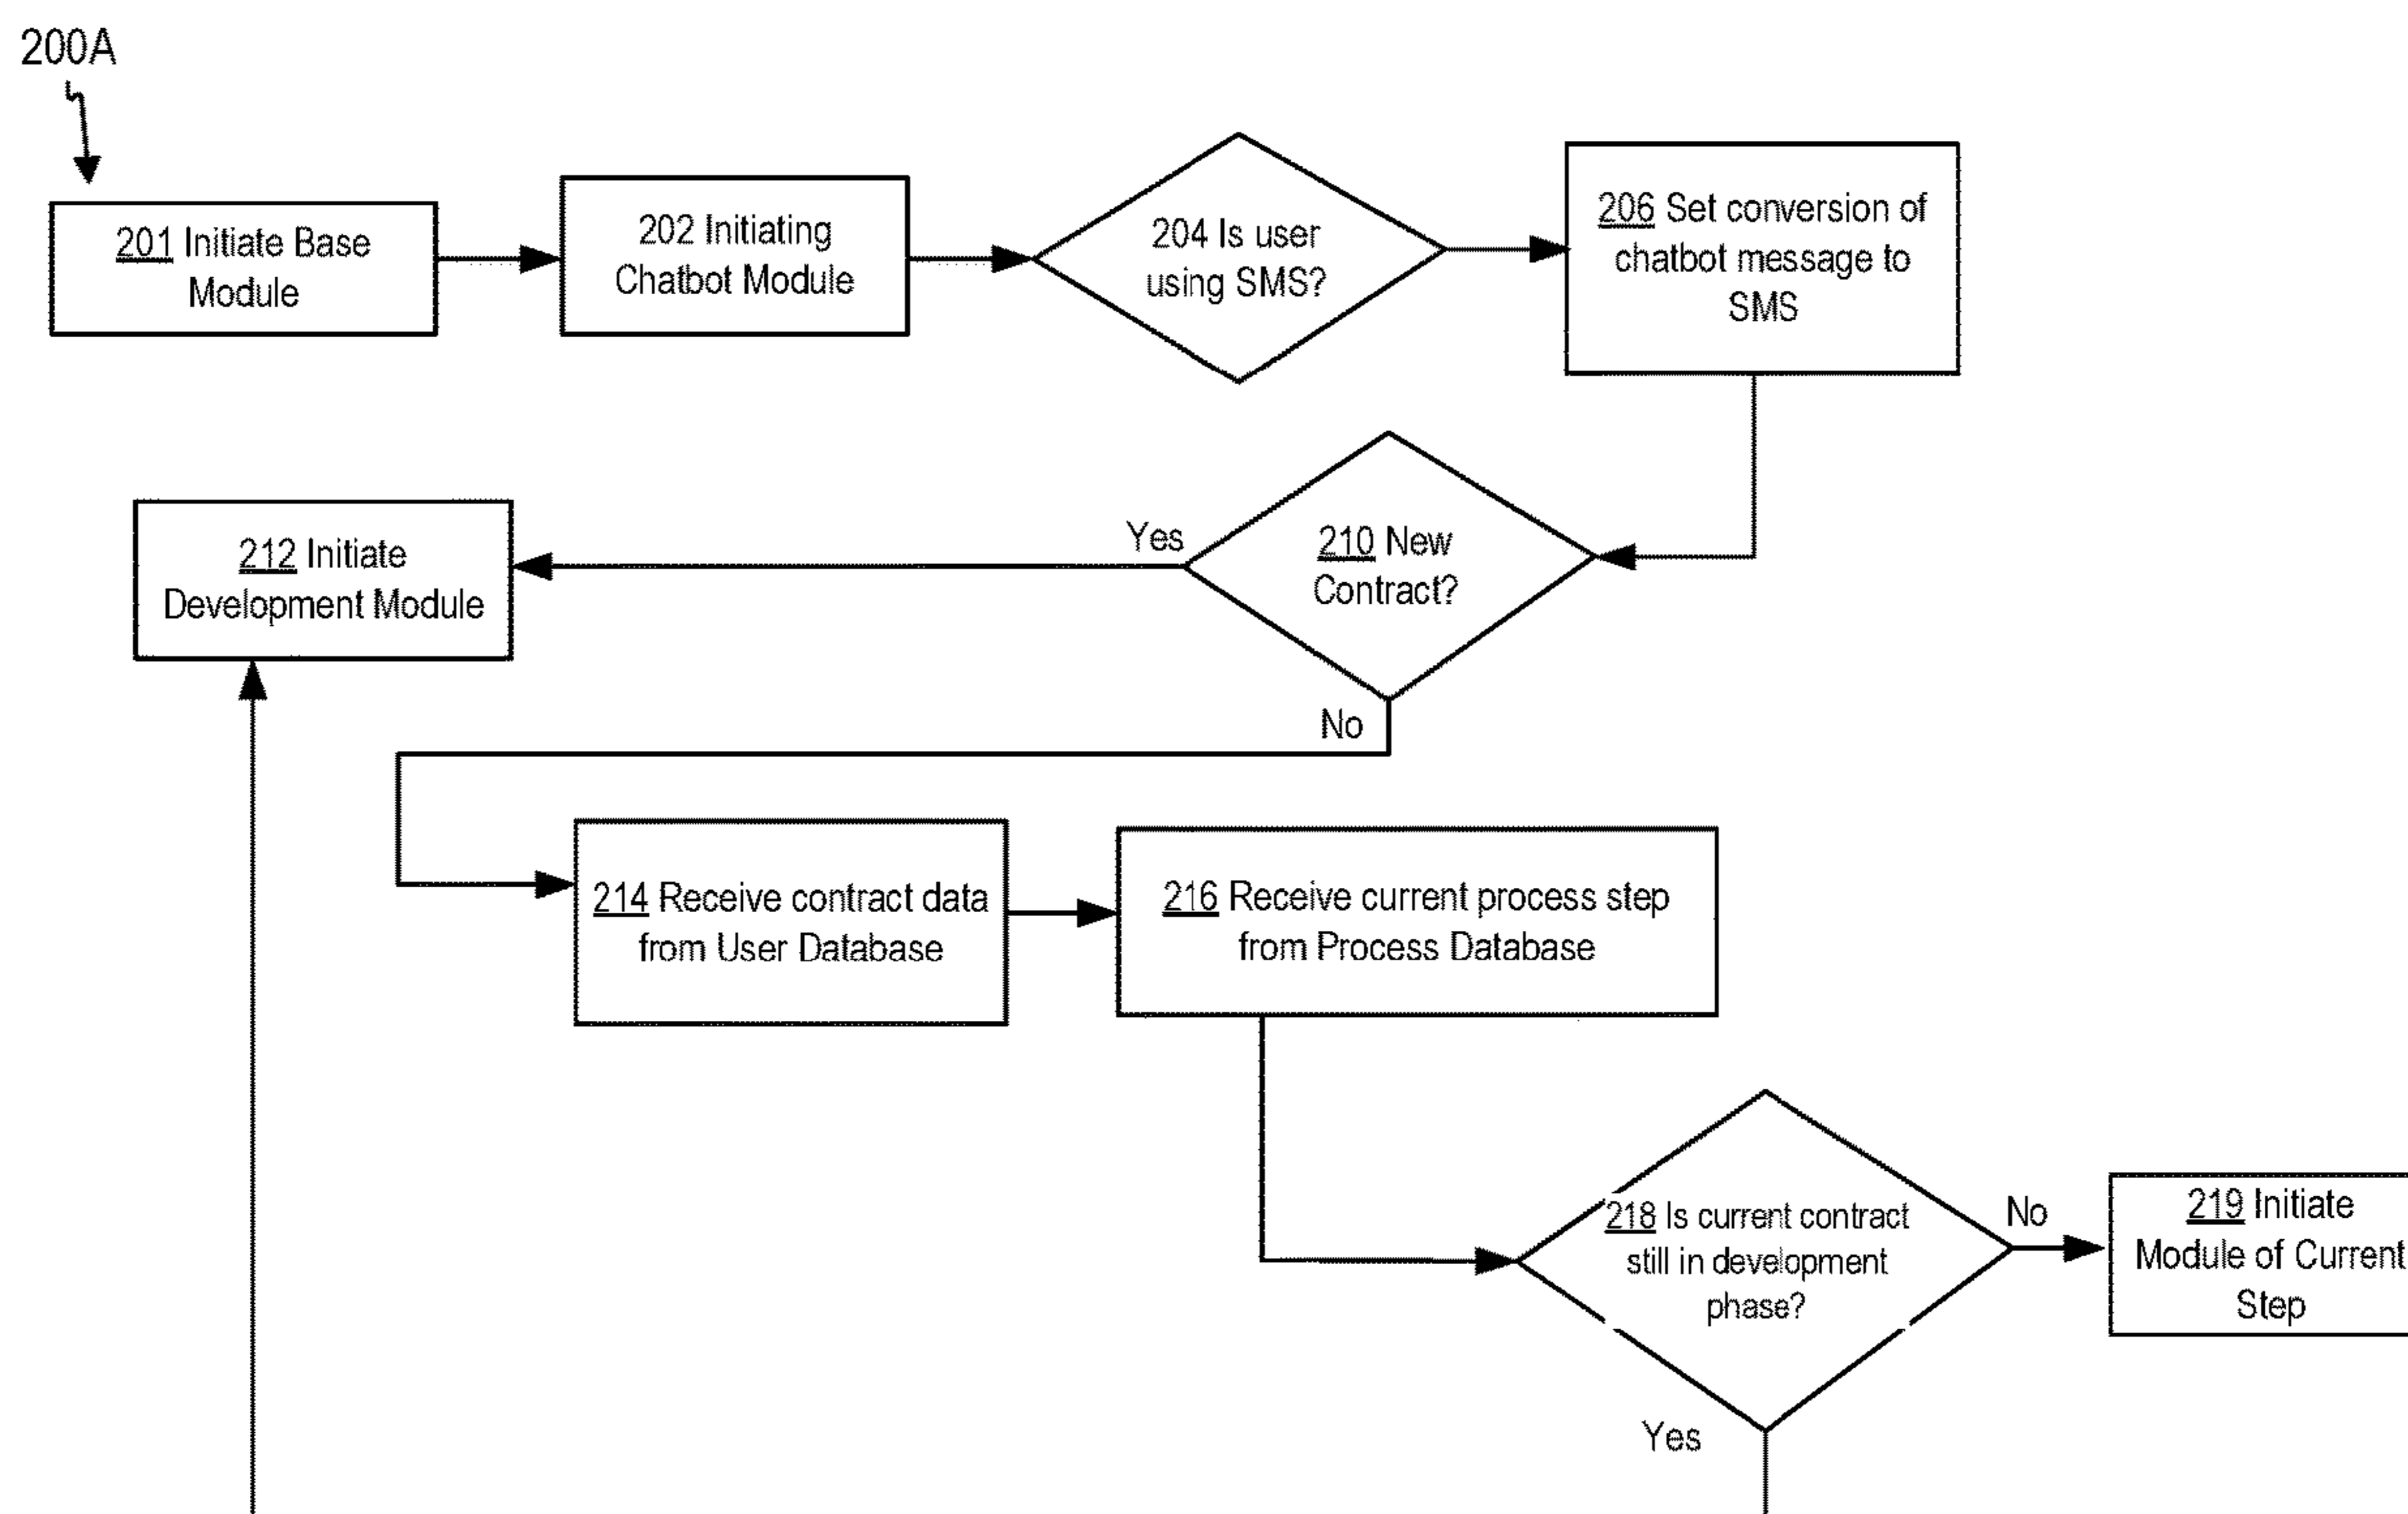 200A
201 Initiate Base
Module
202 Initiating
Chatbot Module
204 Is user
using SMS?
206 Set conversion of
chatbot message to
SMS
212 Initiate
Development Module
Yes
210 New
Contract?
No
214 Receive contract data
from User Database
216 Receive current process step
from Process Database
218 Is current contract
still in development
phase?
No
219 Initiate
Module of Current
Step
Yes